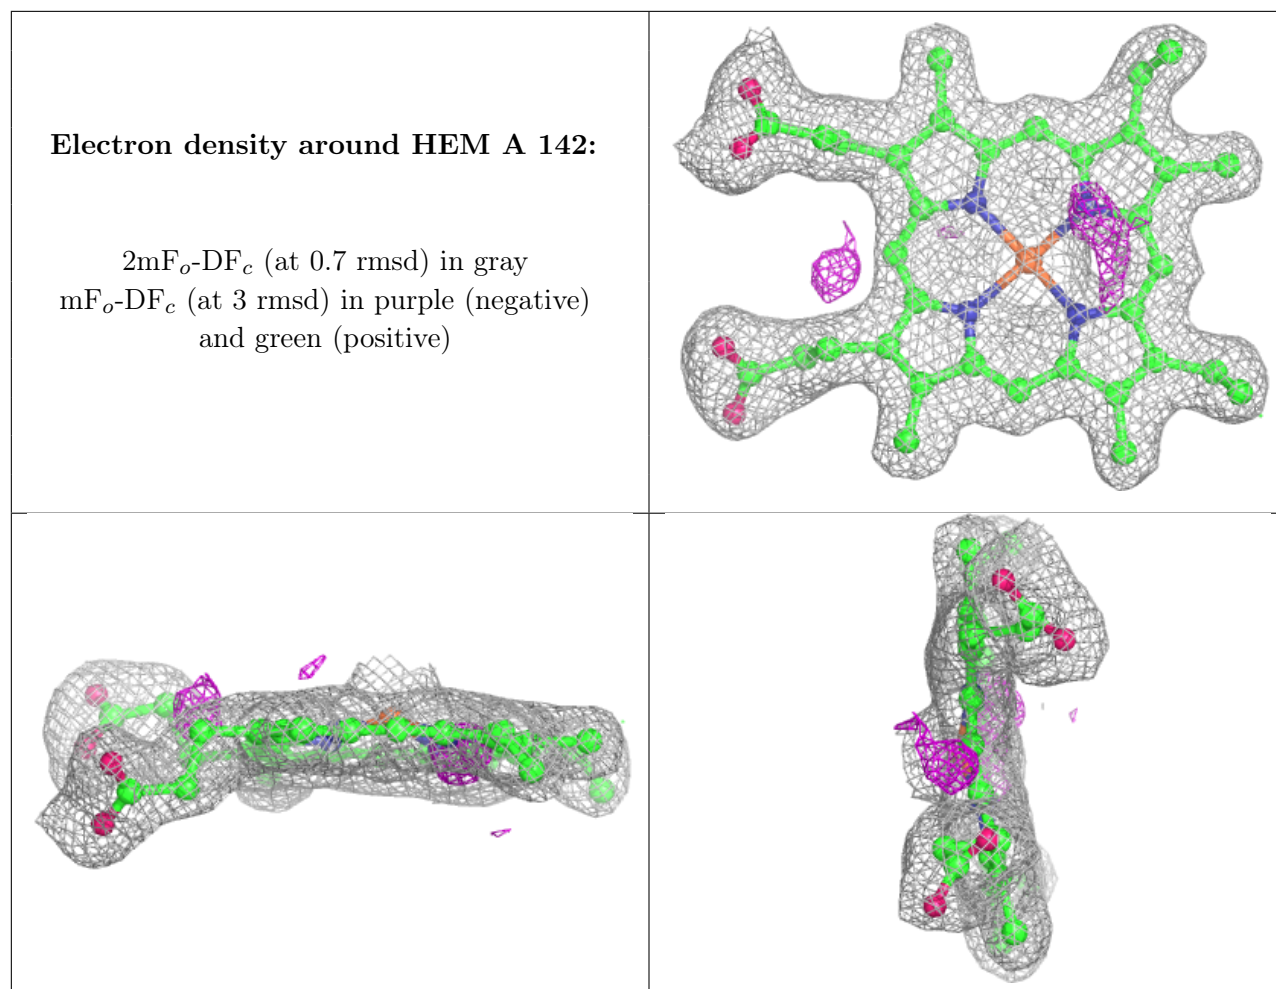 Electron density around HEM A 142:
2mFₒ-DF𝒸 (at 0.7 rmsd) in gray
mFₒ-DF𝒸 (at 3 rmsd) in purple (negative)
and green (positive)